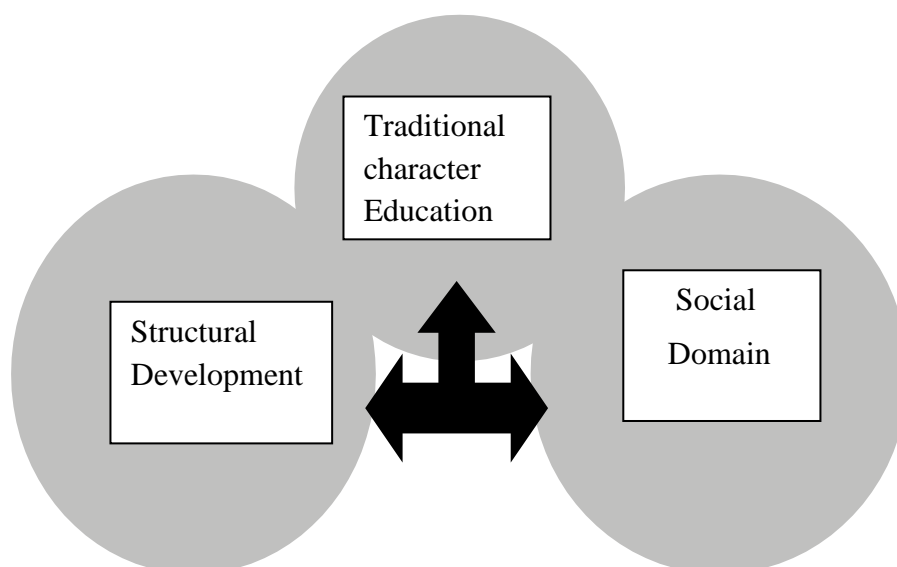 Traditional
character
Education
Structural
Development
Social
Domain